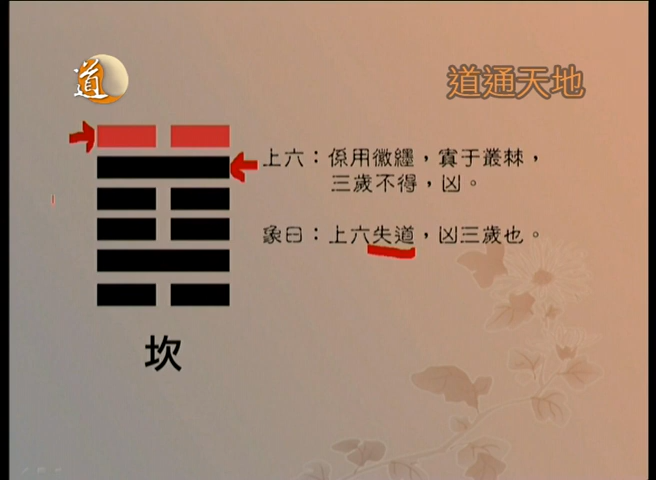 道
道通天地
上六：係用徽纆，寘于叢棘，
三歲不得，凶。
象曰：上六失道，凶三歲也。
坎